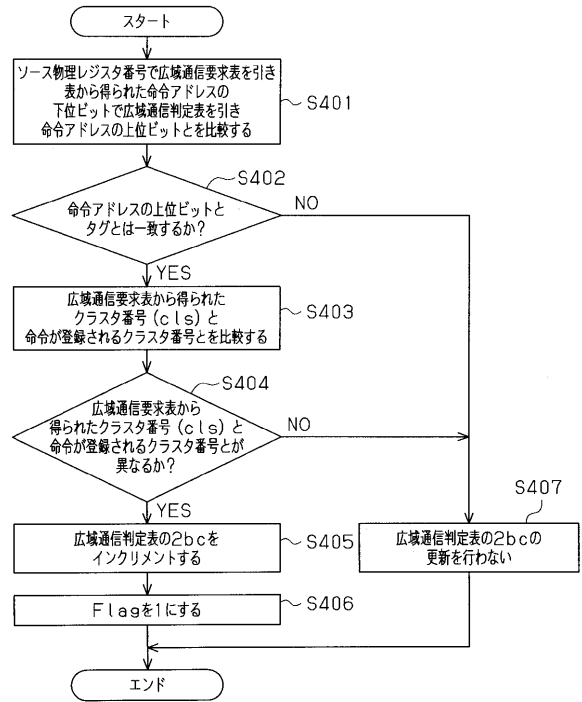 スタート
ソース物理レジスタ番号で広域通信要求表を引き
表から得られた命令アドレスの
下位ビットで広域通信判定表を引き
命令アドレスの上位ビットとを比較する
S401
S402
命令アドレスの上位ビットと
タグとは一致するか?
NO
YES
広域通信要求表から得られた
クラスタ番号(cls)と
命令が登録されるクラスタ番号とを比較する
S403
S404
広域通信要求表から
得られたクラスタ番号(cls)と
命令が登録されるクラスタ番号とが
異なるか?
NO
YES
S407
広域通信判定表の2bcを
インクリメントする
S405
広域通信判定表の2bcの
更新を行わない
Flagを1にする
S406
エンド